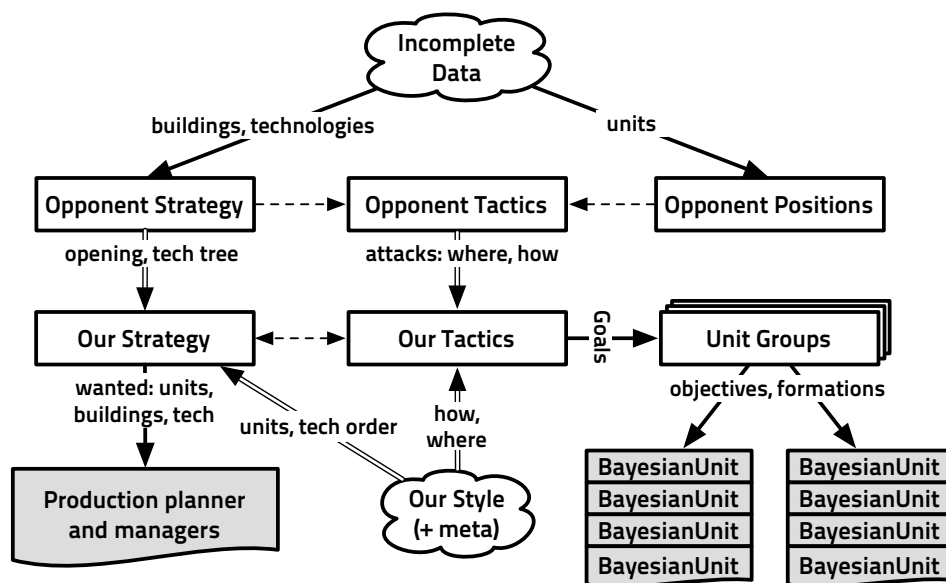 Incomplete
Data
buildings, technologies
units
Opponent Strategy
Opponent Tactics
Opponent Positions
opening, tech tree
attacks: where, how
Our Strategy
Our Tactics
Goals
Unit Groups
wanted: units,
buildings, tech
units, tech order
how,
where
objectives, formations
Production planner
and managers
Our Style
(+ meta)
BayesianUnit
BayesianUnit
BayesianUnit
BayesianUnit
BayesianUnit
BayesianUnit
BayesianUnit
BayesianUnit